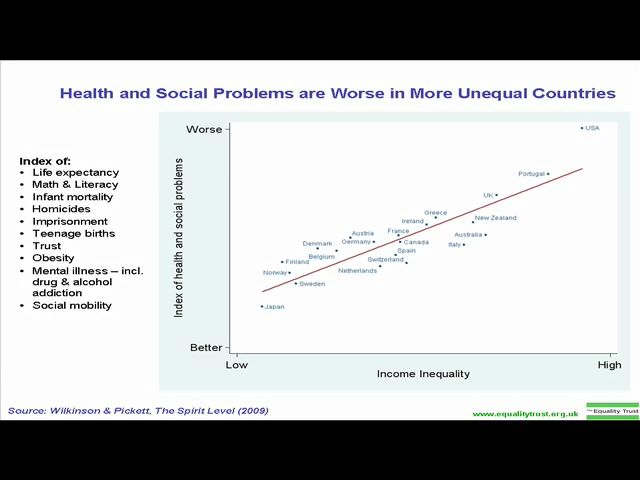 Health and Social Problems are Worse in More Unequal Countries
Index of:
• Life expectancy
• Math & Literacy
• Infant mortality
• Homicides
• Imprisonment
• Teenage births
• Trust
• Obesity
• Mental illness – incl.
drug & alcohol
addiction
• Social mobility
Index of health and social problems
Worse
USA
Portugal
UK
Greece
New Zealand
Ireland
France
Australia
Austria
Germany
Canada
Italy
Denmark
Spain
Belgium
Switzerland
Finland
Netherlands
Norway
Sweden
Japan
Better
Low
High
Income Inequality
Source: Wilkinson & Pickett, The Spirit Level (2009)
www.equalitytrust.org.uk
The Equality Trust